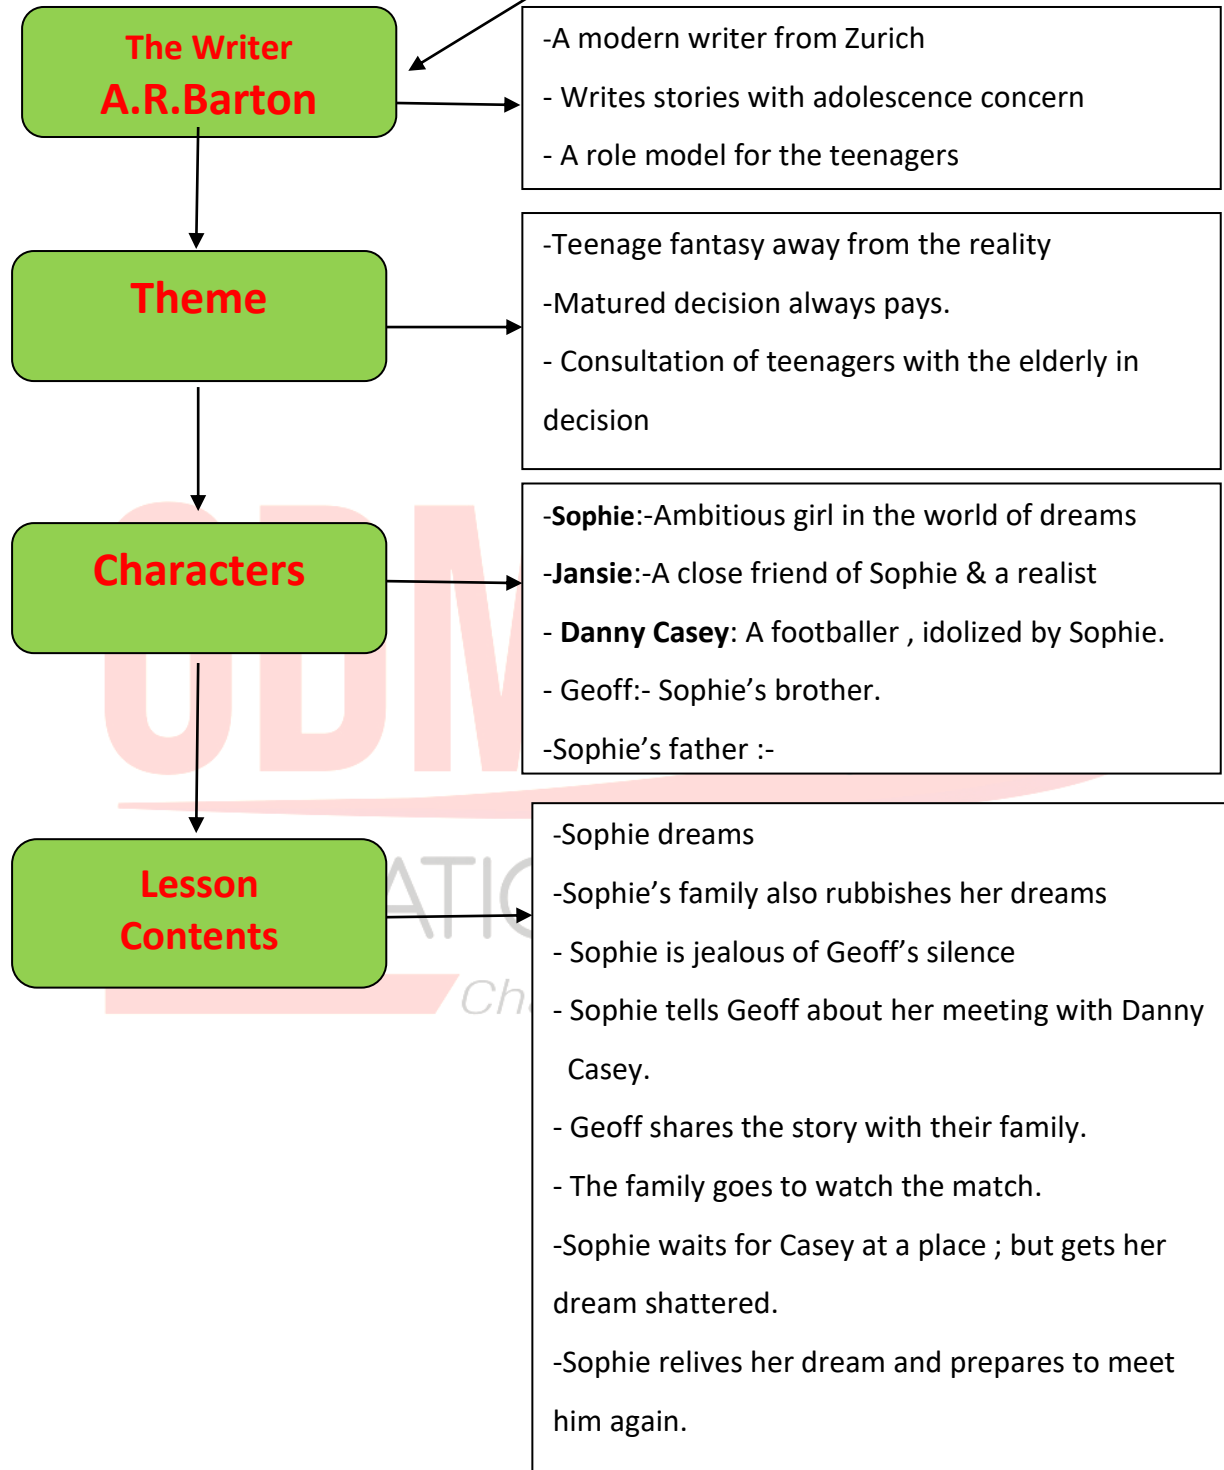 The Writer
A.R.Barton
-A modern writer from Zurich
- Writes stories with adolescence concern
- A role model for the teenagers
Theme
-Teenage fantasy away from the reality
-Matured decision always pays.
- Consultation of teenagers with the elderly in
decision
Characters
-Sophie:-Ambitious girl in the world of dreams
-Jansie:-A close friend of Sophie & a realist
- Danny Casey: A footballer , idolized by Sophie.
- Geoff:- Sophie’s brother.
-Sophie’s father :-
Lesson
Contents
-Sophie dreams
-Sophie’s family also rubbishes her dreams
- Sophie is jealous of Geoff’s silence
- Sophie tells Geoff about her meeting with Danny
Casey.
- Geoff shares the story with their family.
- The family goes to watch the match.
-Sophie waits for Casey at a place ; but gets her
dream shattered.
-Sophie relives her dream and prepares to meet
him again.